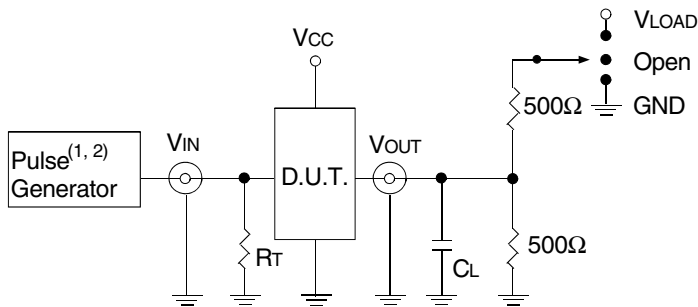 VLOAD
VCC
Open
500Ω
GND
VIN
VOUT
Pulse(1, 2)
Generator
D.U.T.
RT
CL
500Ω